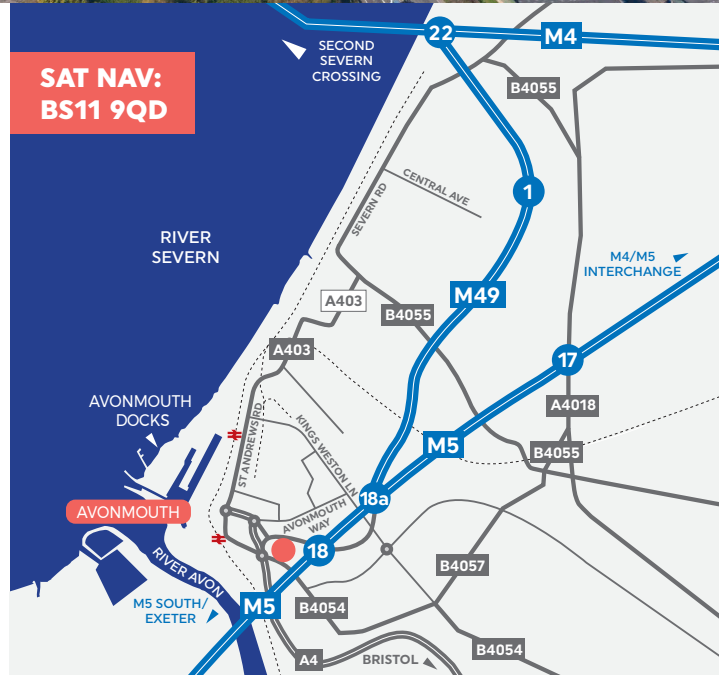 22
M4
SECOND
SEVERN
CROSSING
SAT NAV:
BS11 9QD
B4055
CENTRAL AVE
1
SEVERN RD
RIVER
SEVERN
M4/M5
INTERCHANGE
M49
A403
B4055
A403
17
A4018
AVONMOUTH
DOCKS
ST ANDREWS RD
KINGS WESTON LN
M5
B4055
18a
AVONMOUTH
AVONMOUTH
WAY
18
RIVER AVON
B4057
M5 SOUTH/
EXETER
M5
B4054
B4054
A4
BRISTOL